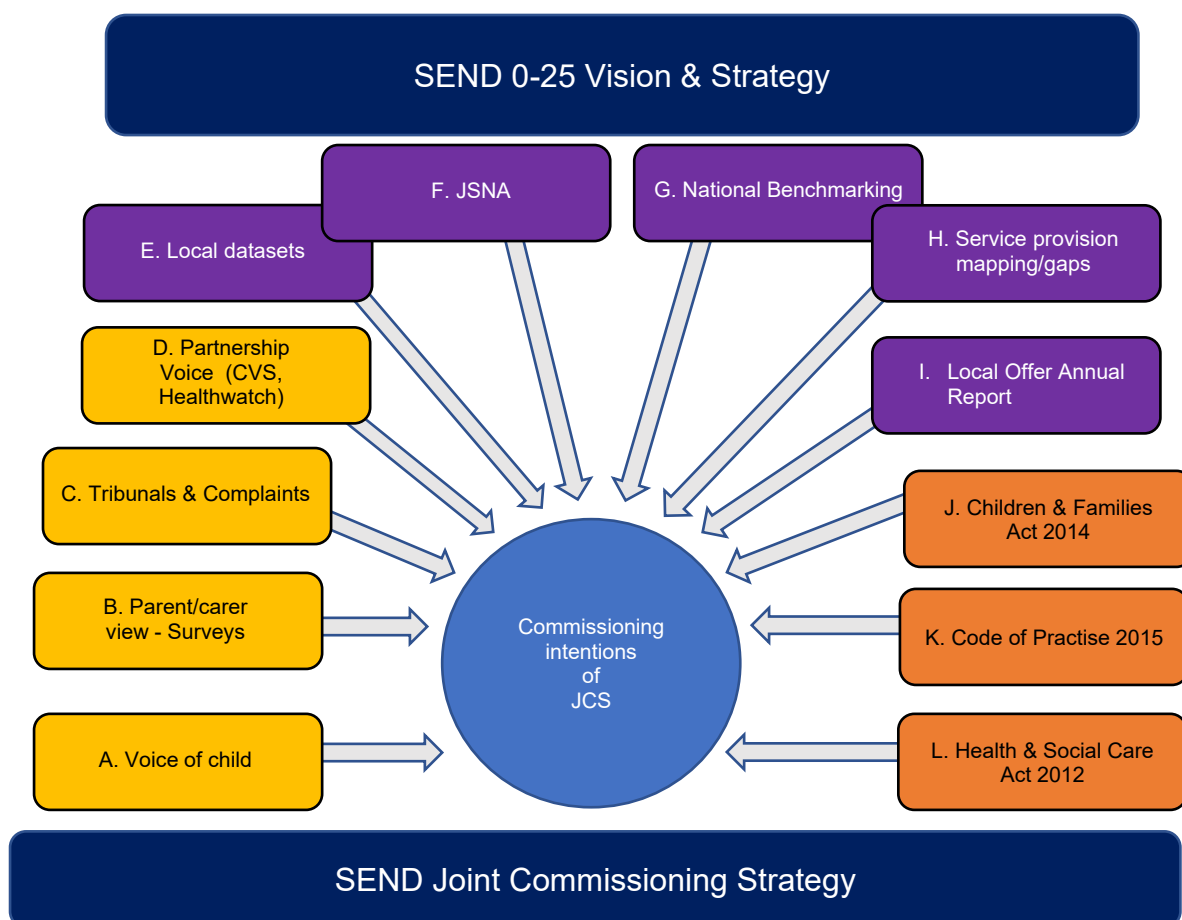 SEND 0-25 Vision & Strategy
F. JSNA
G. National Benchmarking
E. Local datasets
H. Service provision
mapping/gaps
D. Partnership
Voice (CVS,
Healthwatch)
I. Local Offer Annual
Report
C. Tribunals & Complaints
J. Children & Families
Act 2014
B. Parent/carer
view - Surveys
K. Code of Practise 2015
Commissioning
intentions
of
JCS
A. Voice of child
L. Health & Social Care
Act 2012
SEND Joint Commissioning Strategy